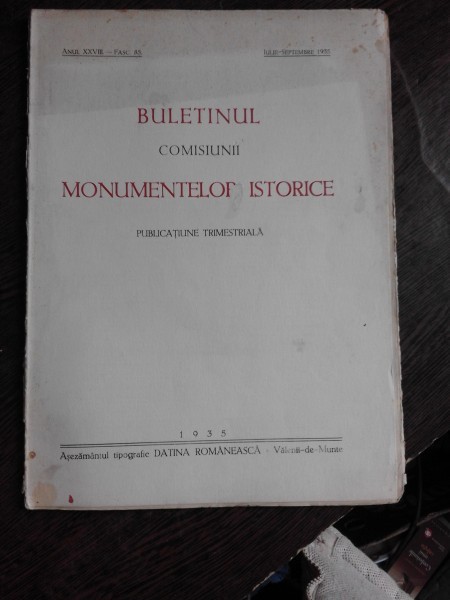 ANUL XXVIII — FASC. 85.
IULIE-SEPTEMBRE 1935
BULETINUL
COMISIUNII
MONUMENTELOR ISTORICE
PUBLICAȚIUNE TRIMESTRIALĂ
1935
Așezământul tipografic DATINA ROMÂNEASCĂ - Vălenii-de-Munte